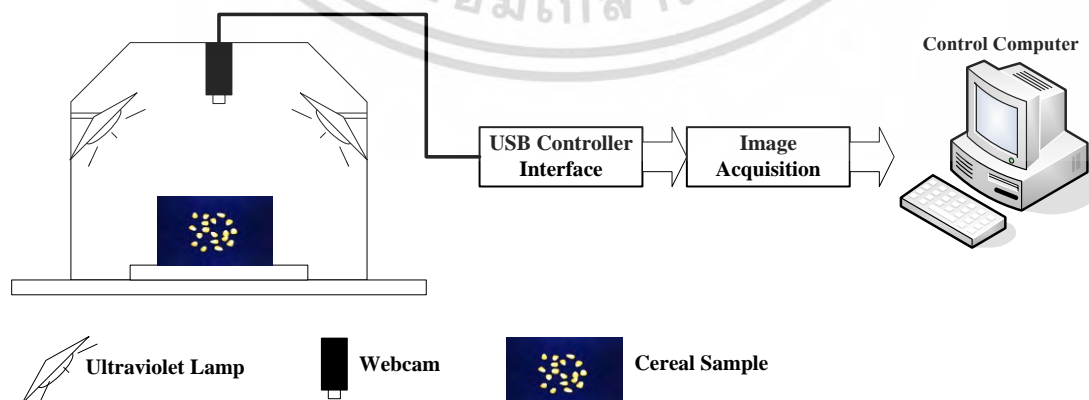 Control Computer
USB Controller
Interface
Image
Acquisition
Ultraviolet Lamp
Webcam
Cereal Sample